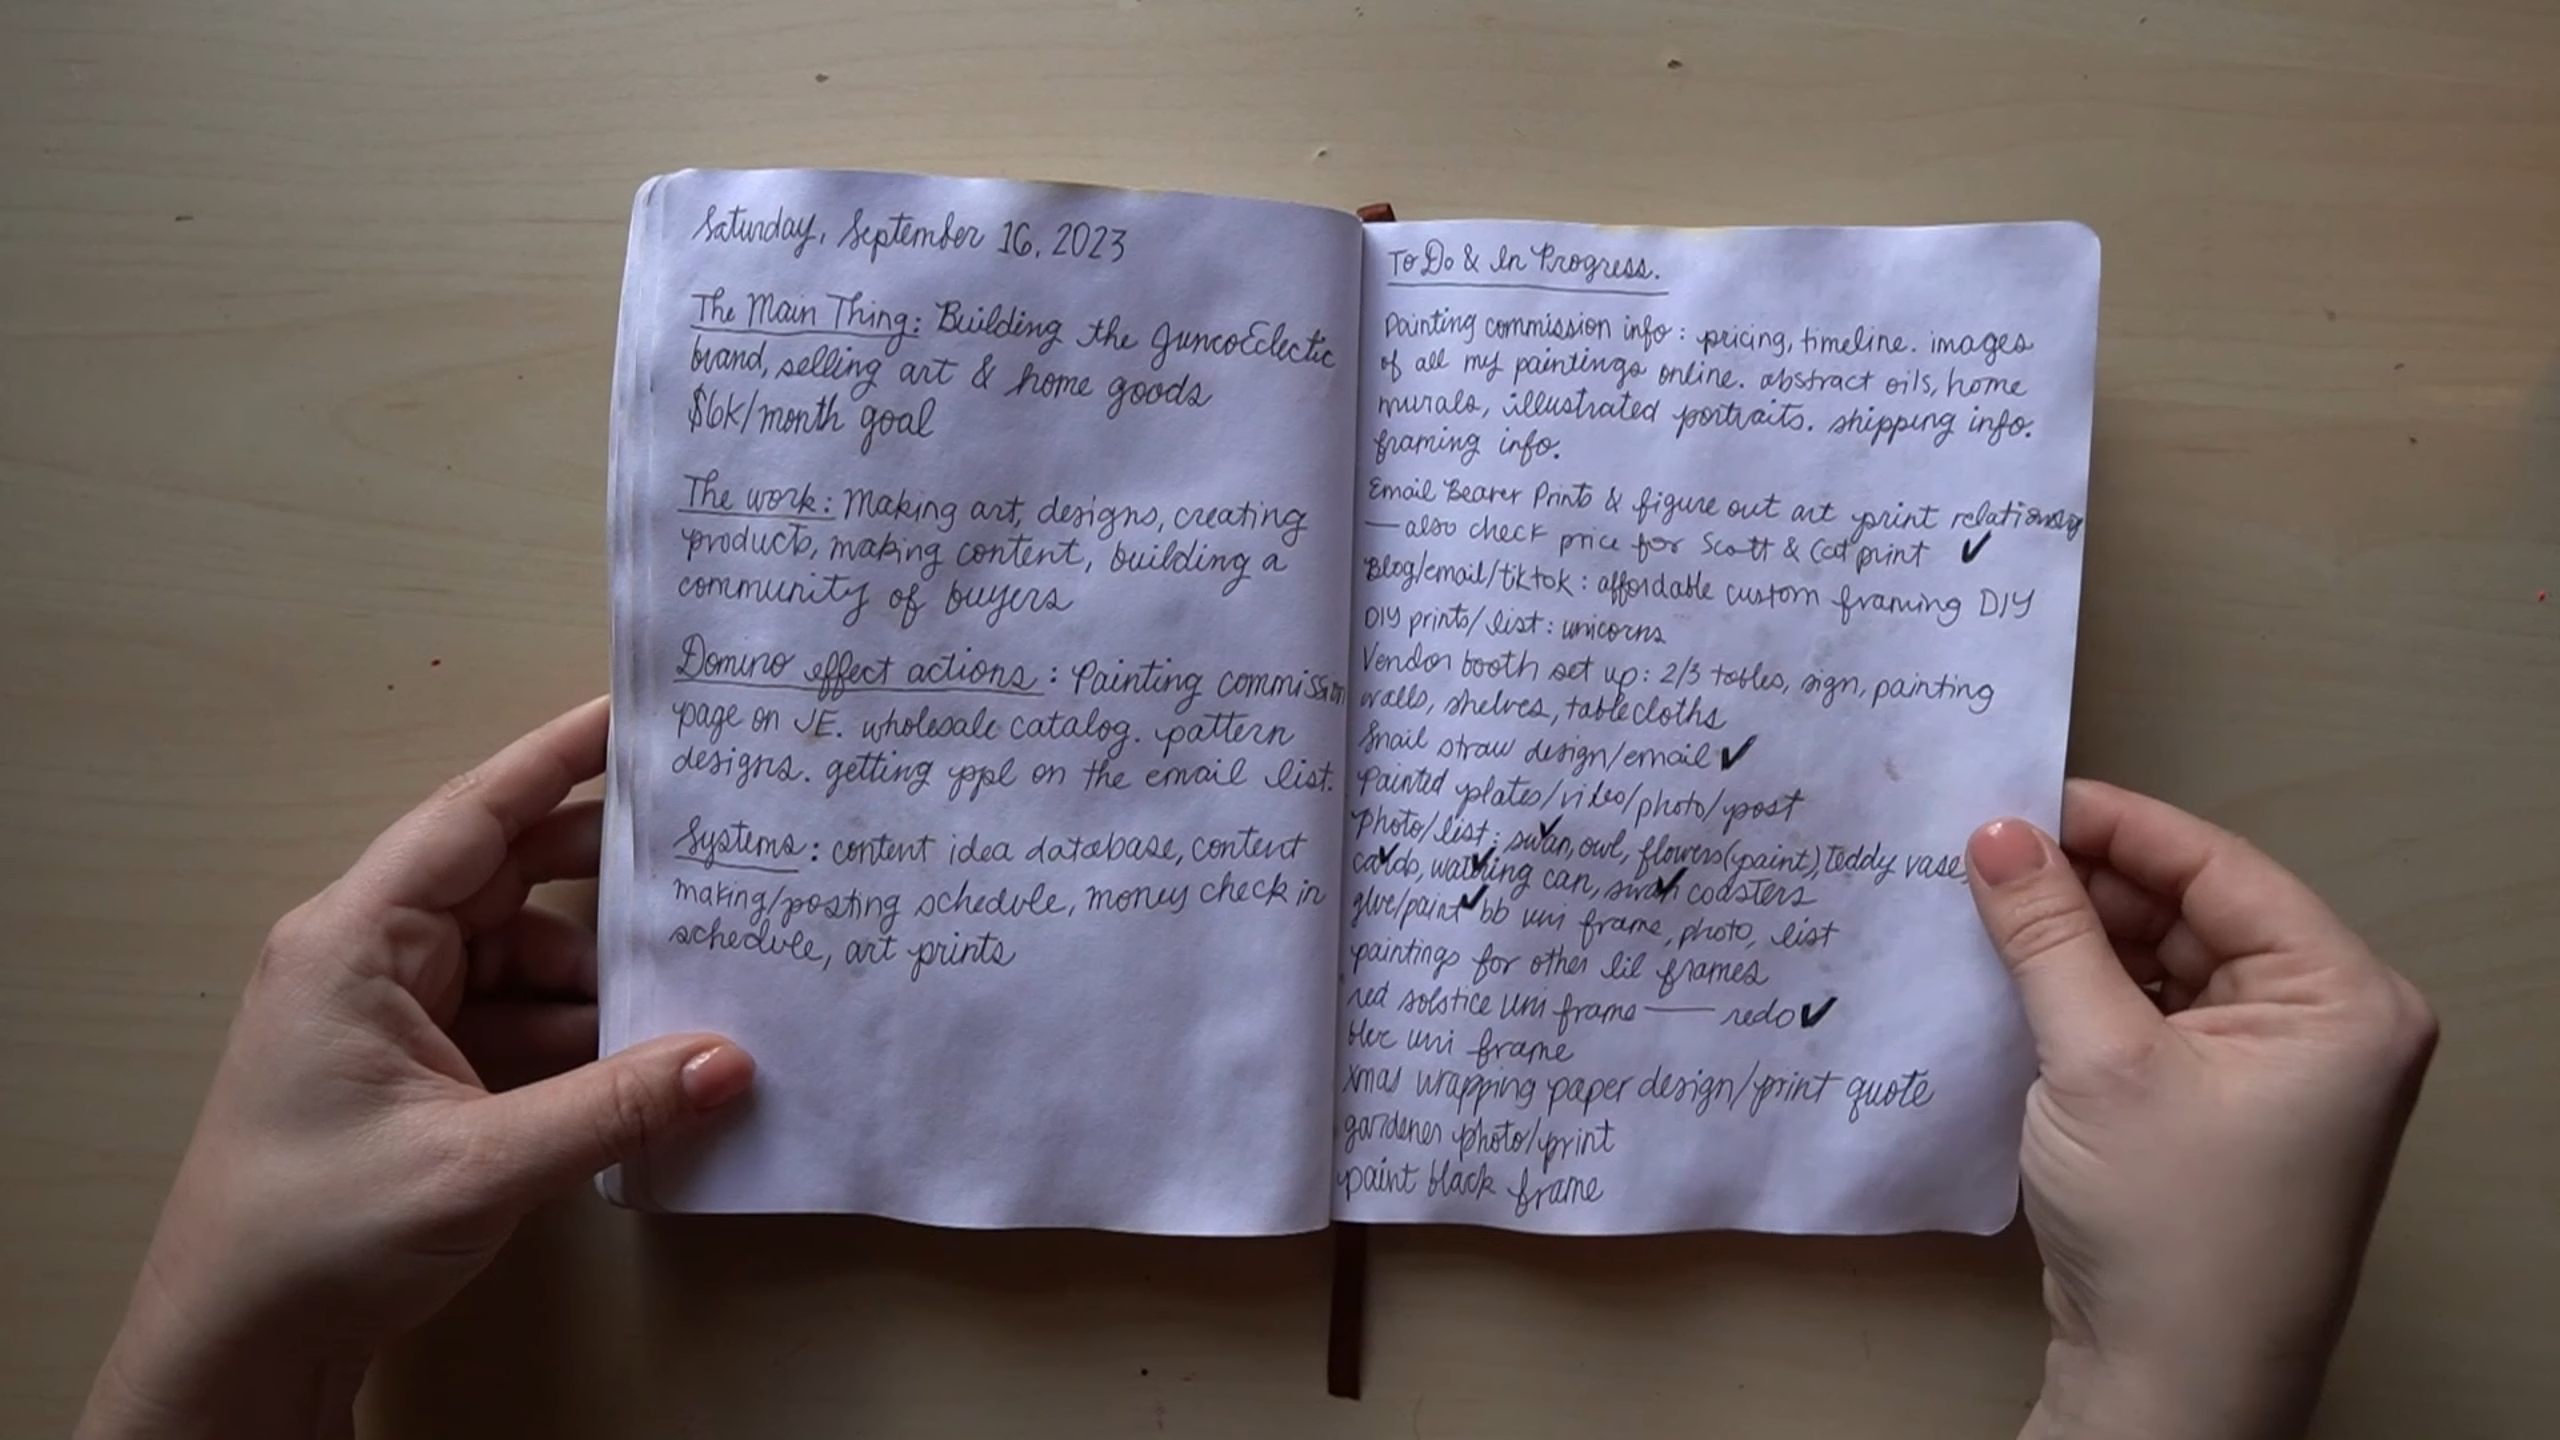 Saturday, September 16, 2023
The Main Thing: Building the JuncoEclectic
brand, selling art & home goods
$6k/month goal
The work: Making art, designs, creating
products, making content, building a
community of buyers
Domino effect actions: Painting commission
page on JE. wholesale catalog. pattern
designs. getting ppl on the email list.
Systems: content idea database, content
making/posting schedule, money check in
schedule, art prints
To Do & In Progress.
Painting commission info: pricing, timeline. images
of all my paintings online. abstract oils, home
murals, illustrated portraits. shipping info.
framing info.
Email Bearer Prints & figure out art print relationship
— also check price for Scott & Cat print ✓
Blog/email/tiktok: affordable custom framing DIY
DIY prints/list: unicorns
Vendor booth set up: 2/3 tables, sign, painting
walls, shelves, tablecloths
Snail straw design/email ✓
Painted plates/video/photo/post
Photo/list: swan, owl, flowers(paint), teddy vase,
cards, watering can, swan coasters
glue/paint ✓ bb uni frame, photo, list
paintings for other lil frames
red solstice uni frame — redo ✓
uni frame
xmas wrapping paper design/print quote
gardener photo/print
paint black frame